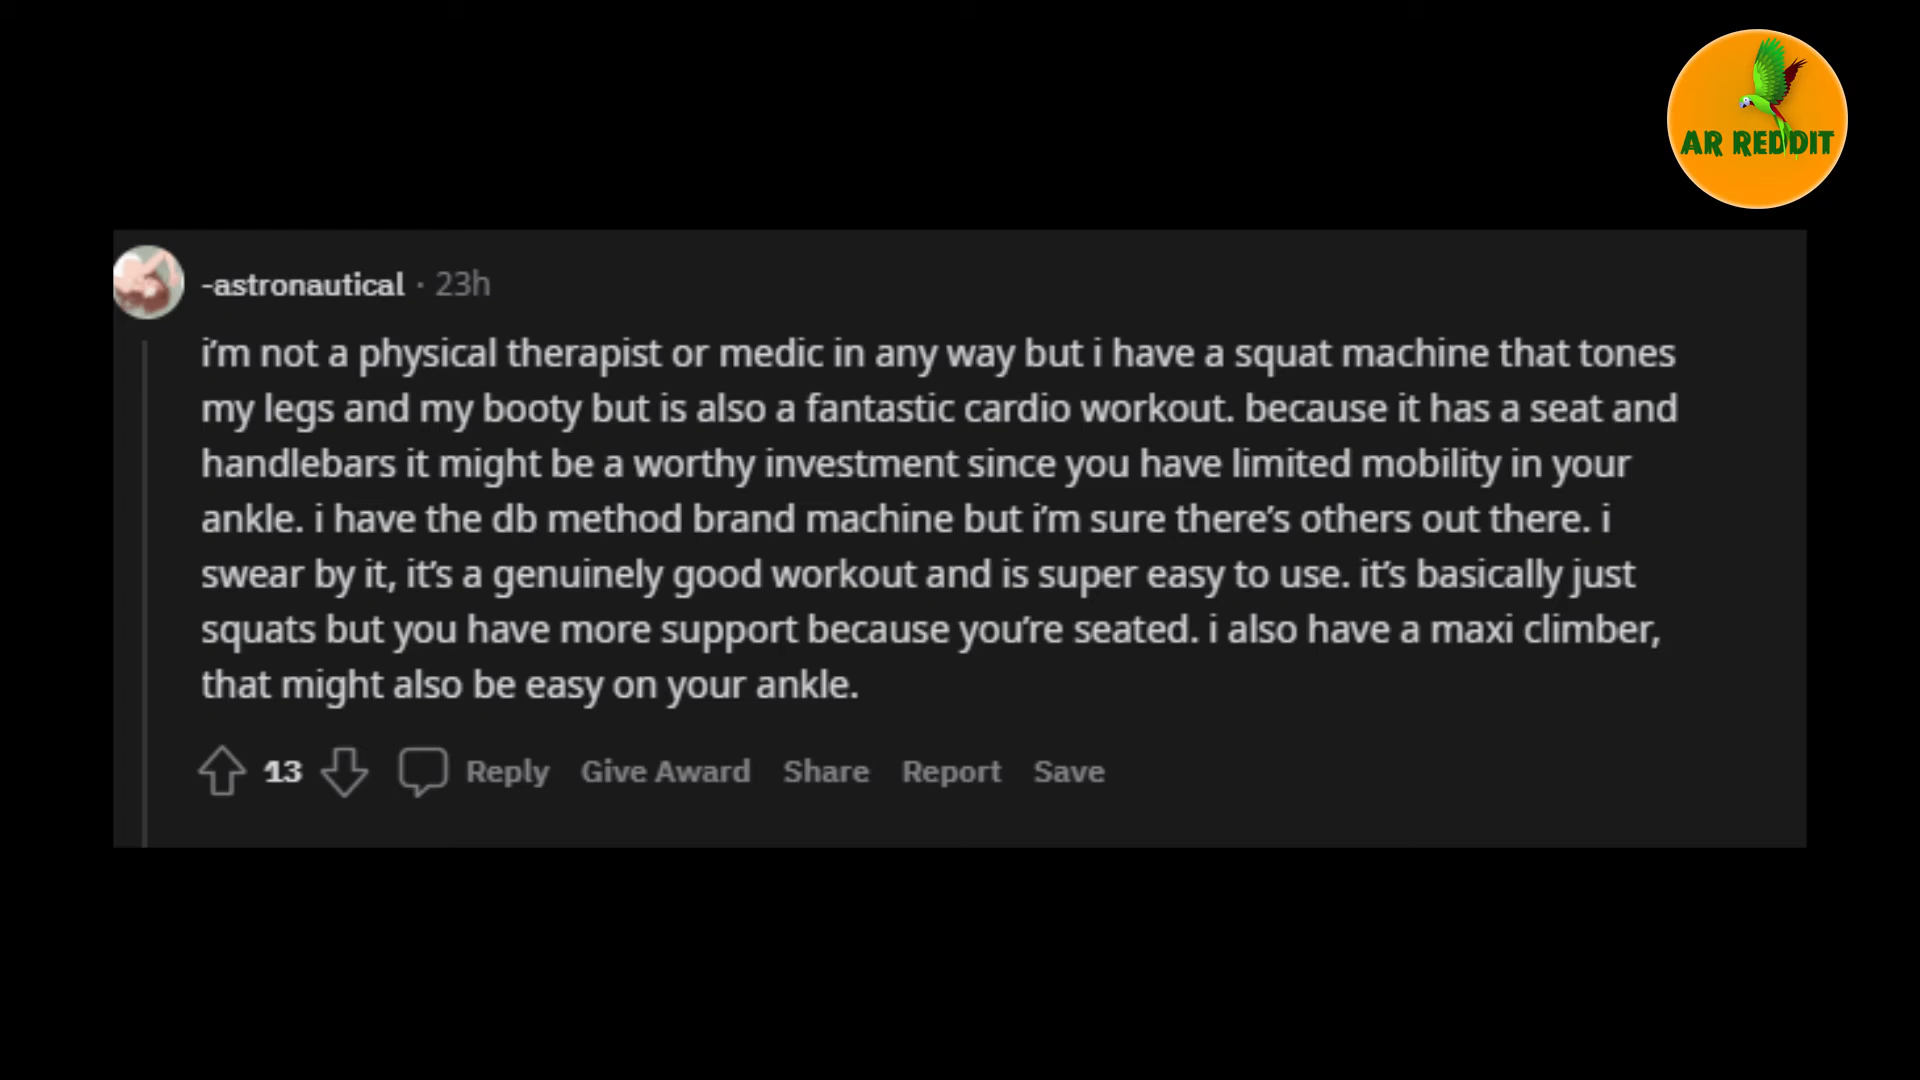 AR REDDIT
-astronautical · 23h
i’m not a physical therapist or medic in any way but i have a squat machine that tones
my legs and my booty but is also a fantastic cardio workout. because it has a seat and
handlebars it might be a worthy investment since you have limited mobility in your
ankle. i have the db method brand machine but i’m sure there’s others out there. i
swear by it, it’s a genuinely good workout and is super easy to use. it’s basically just
squats but you have more support because you’re seated. i also have a maxi climber,
that might also be easy on your ankle.
13 Reply Give Award Share Report Save